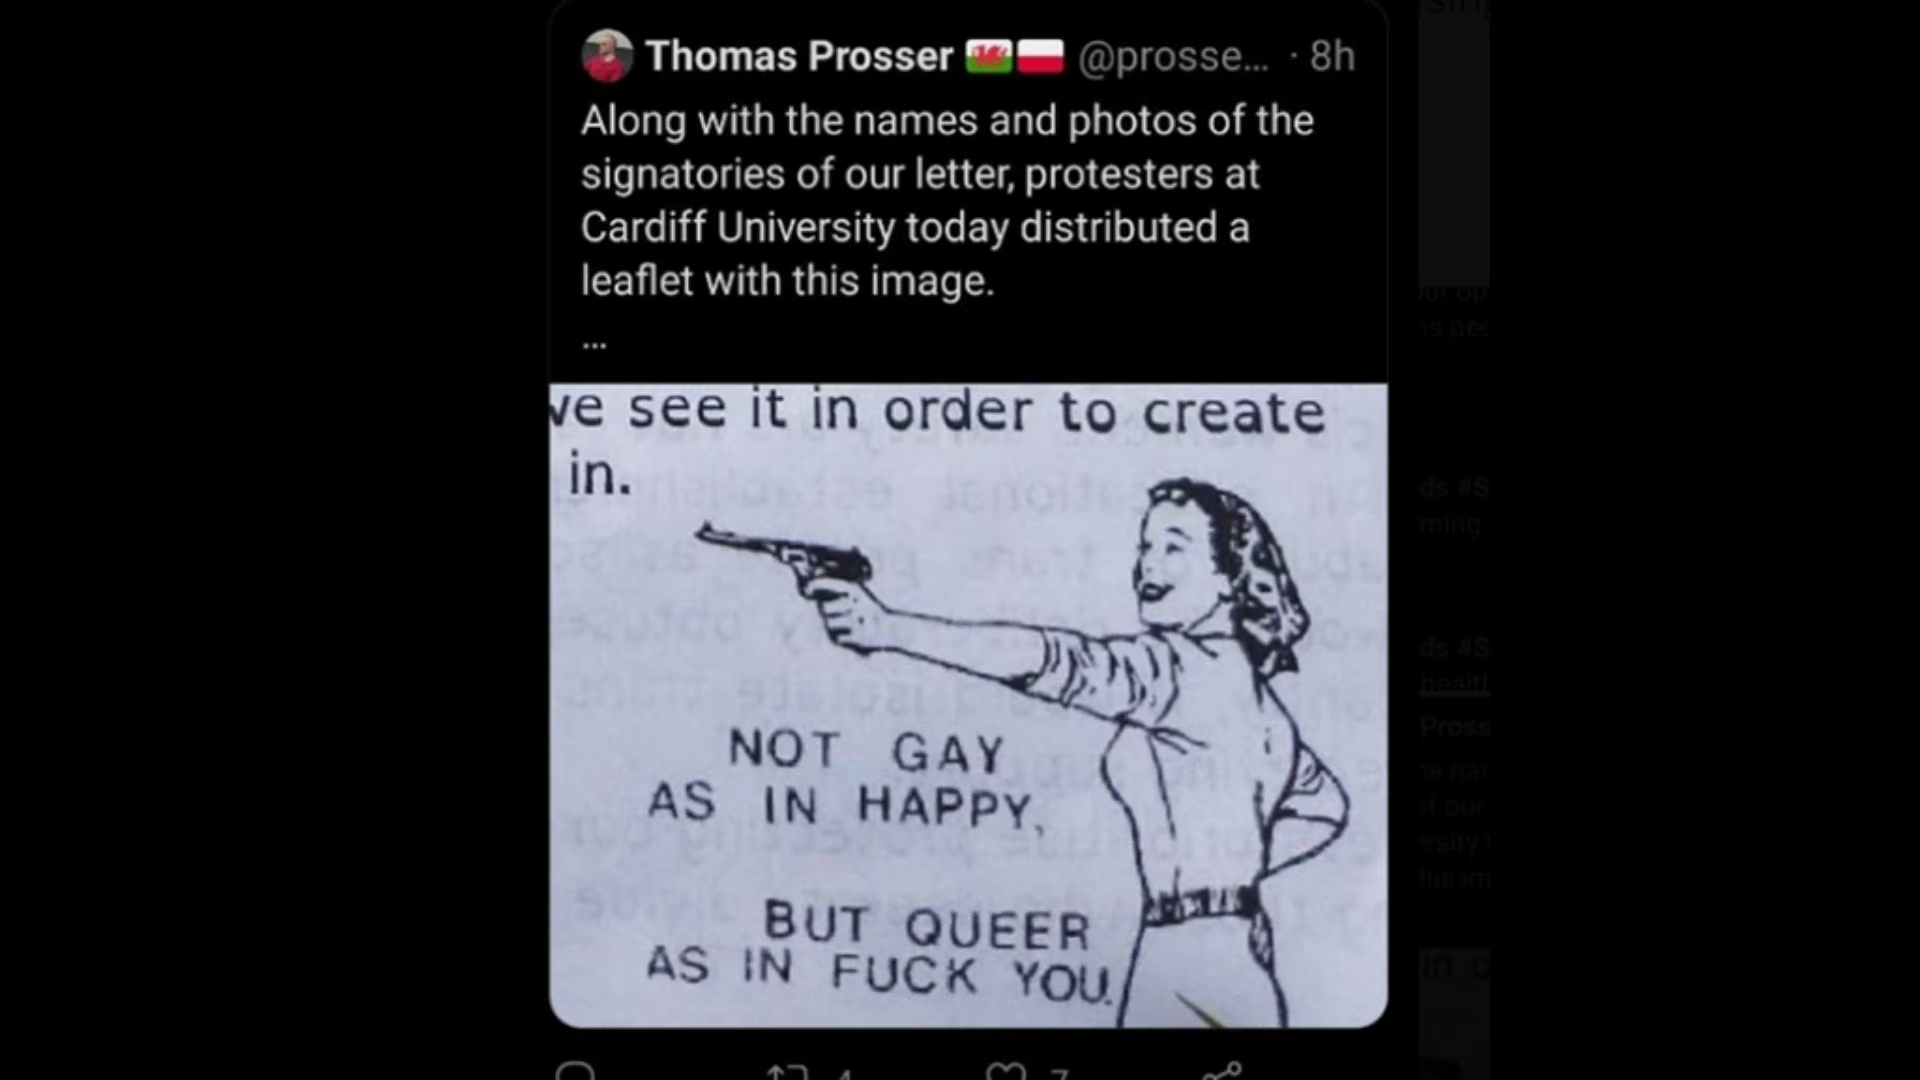 Thomas Prosser @prosse... · 8h
Along with the names and photos of the
signatories of our letter, protesters at
Cardiff University today distributed a
leaflet with this image.
...
ve see it in order to create
in.
NOT GAY
AS IN HAPPY,
BUT QUEER
AS IN FUCK YOU.
4
7